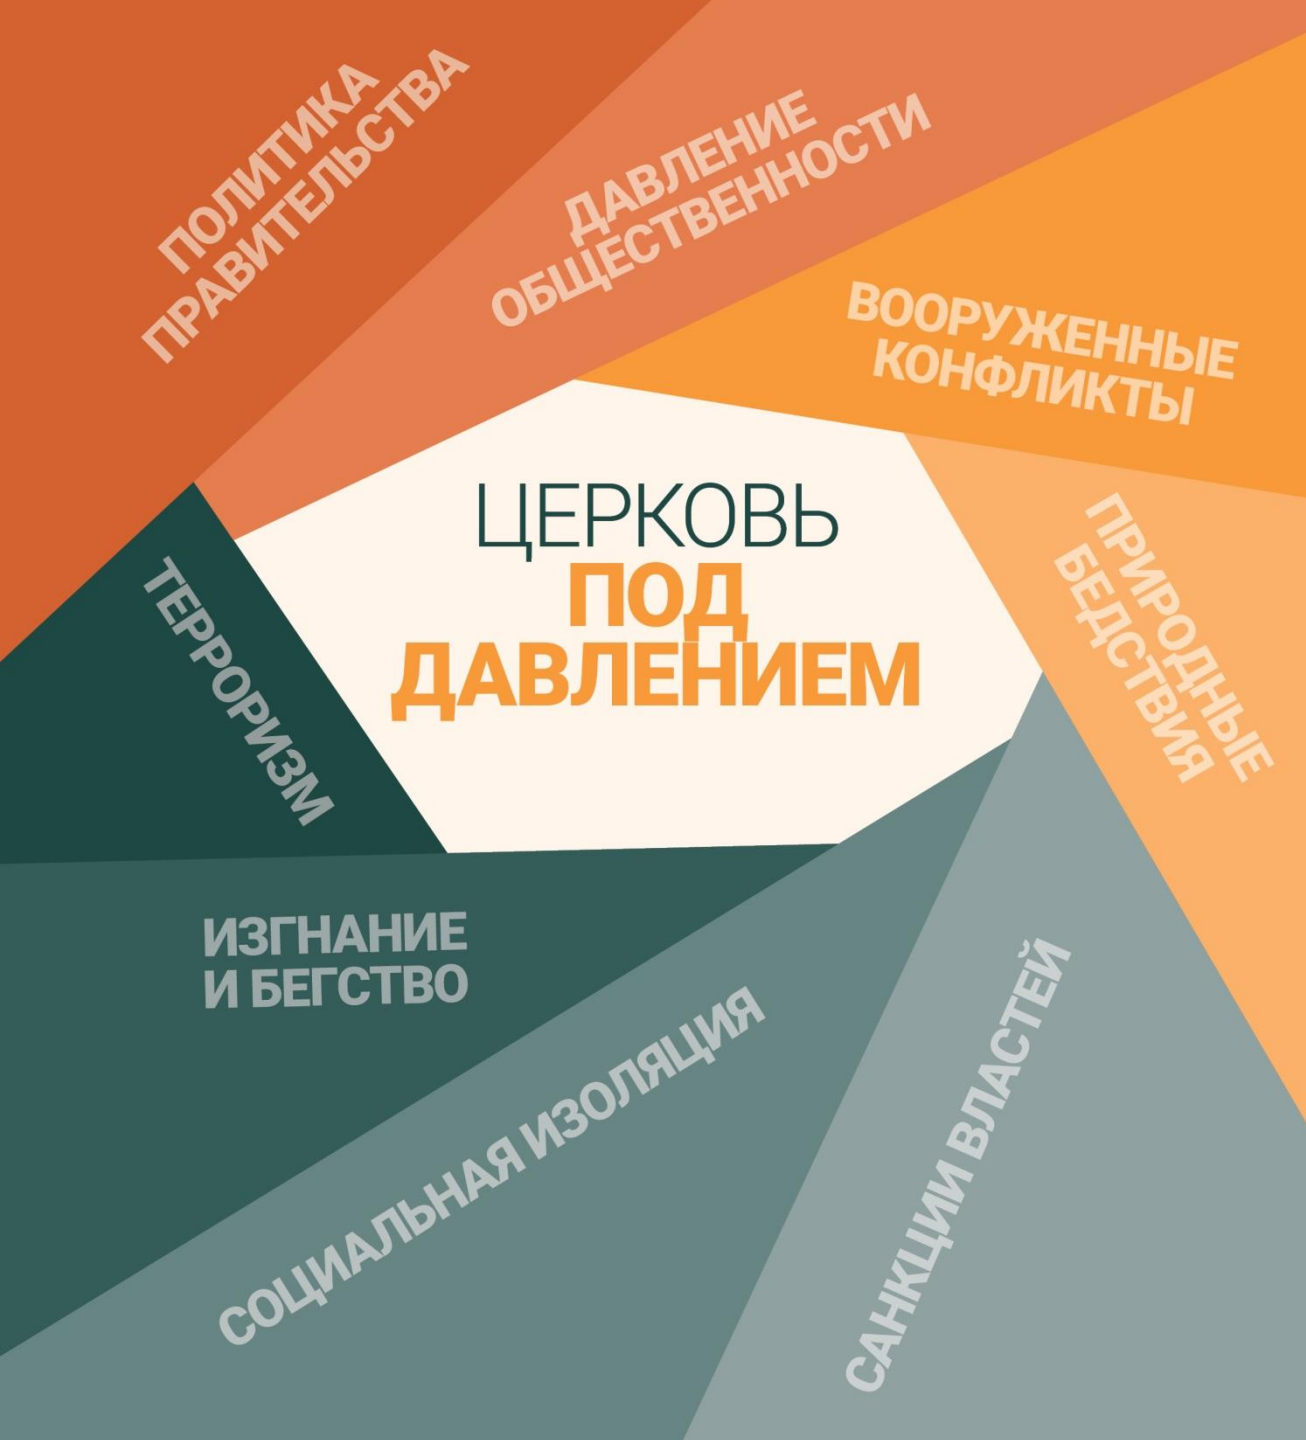 ПОЛИТИКА
ПРАВИТЕЛЬСТВА
ДАВЛЕНИЕ
ОБЩЕСТВЕННОСТИ
ВООРУЖЕННЫЕ
КОНФЛИКТЫ
ПРИРОДНЫЕ
БЕДСТВИЯ
ЦЕРКОВЬ
ПОД
ДАВЛЕНИЕМ
ТЕРРОРИЗМ
ИЗГНАНИЕ
И БЕГСТВО
СОЦИАЛЬНАЯ ИЗОЛЯЦИЯ
САНКЦИИ ВЛАСТЕЙ